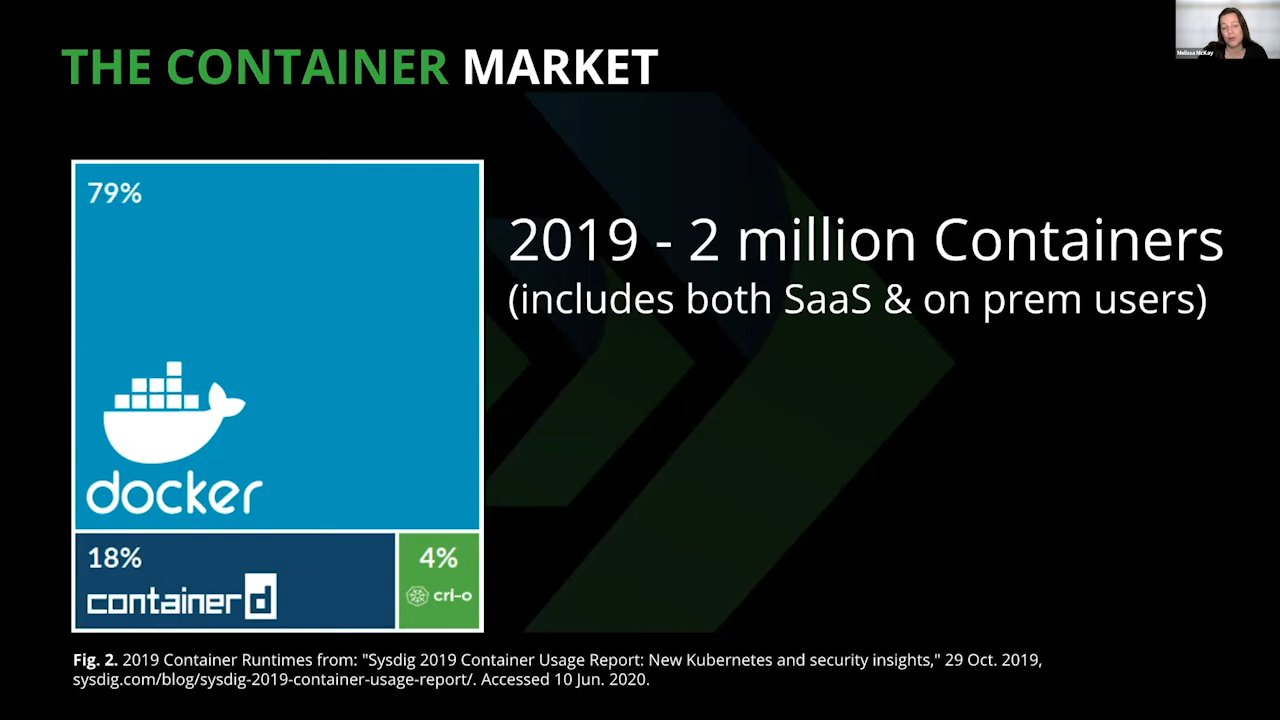 Melissa McKay
THE CONTAINER MARKET
79%
docker
18%
containerd
4%
cri-o
2019 - 2 million Containers
(includes both SaaS & on prem users)
Fig. 2. 2019 Container Runtimes from: "Sysdig 2019 Container Usage Report: New Kubernetes and security insights," 29 Oct. 2019,
sysdig.com/blog/sysdig-2019-container-usage-report/. Accessed 10 Jun. 2020.